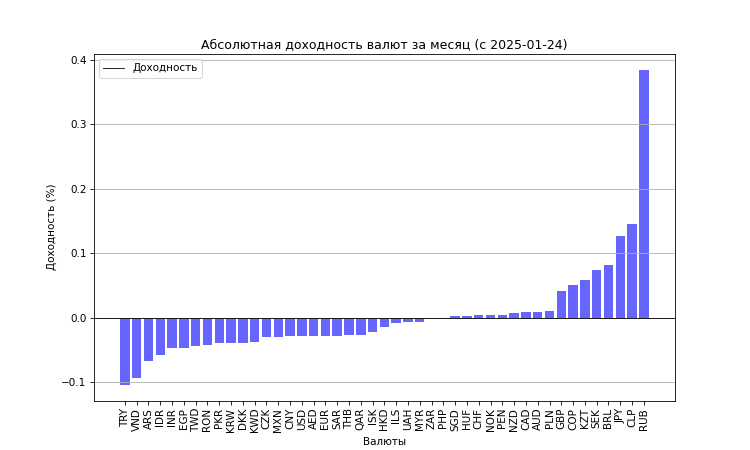 Абсолютная доходность валют за месяц (с 2025-01-24)
Доходность
Доходность (%)
0.4
0.3
0.2
0.1
0.0
−0.1
TRY
VND
ARS
IDR
INR
EGP
TWD
RON
PKR
KRW
DKK
KWD
CZK
MXN
CNY
USD
AED
EUR
SAR
THB
QAR
ISK
HKD
ILS
UAH
MYR
ZAR
PHP
SGD
HUF
CHF
NOK
PEN
NZD
CAD
AUD
PLN
GBP
COP
KZT
SEK
BRL
JPY
CLP
RUB
Валюты